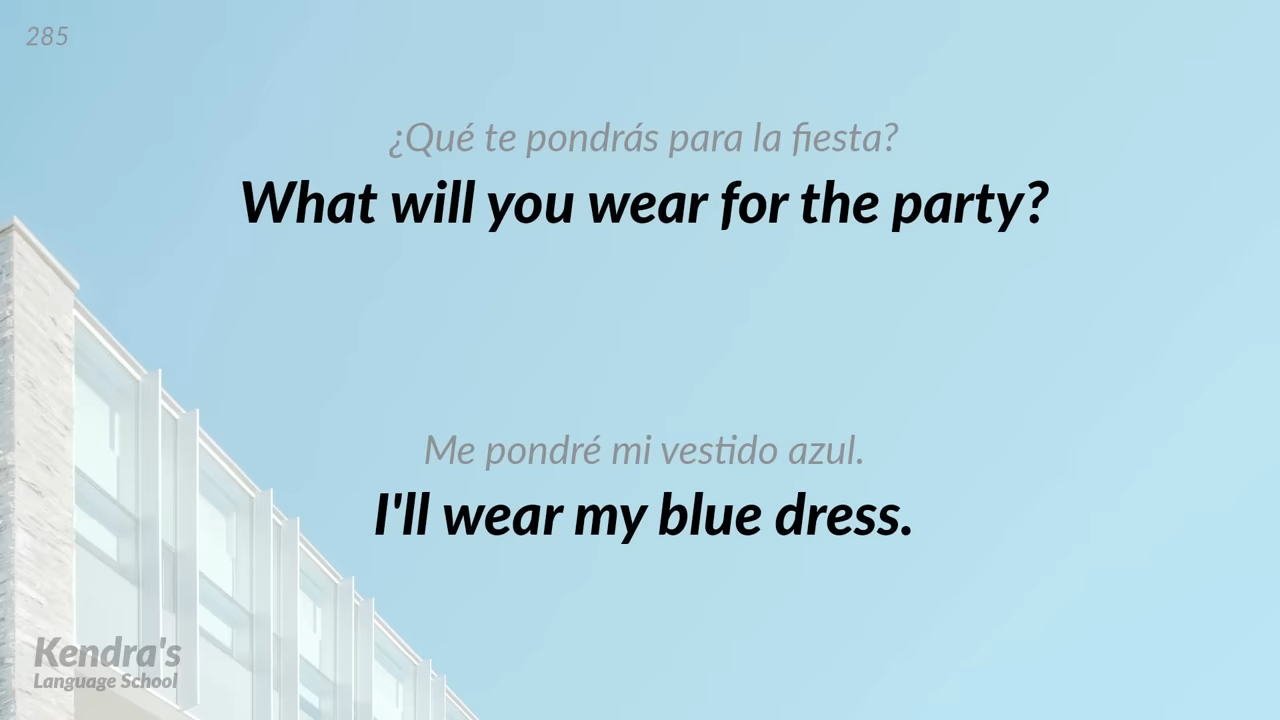 285
¿Qué te pondrás para la fiesta?
What will you wear for the party?
Me pondré mi vestido azul.
I'll wear my blue dress.
Kendra's
Language School